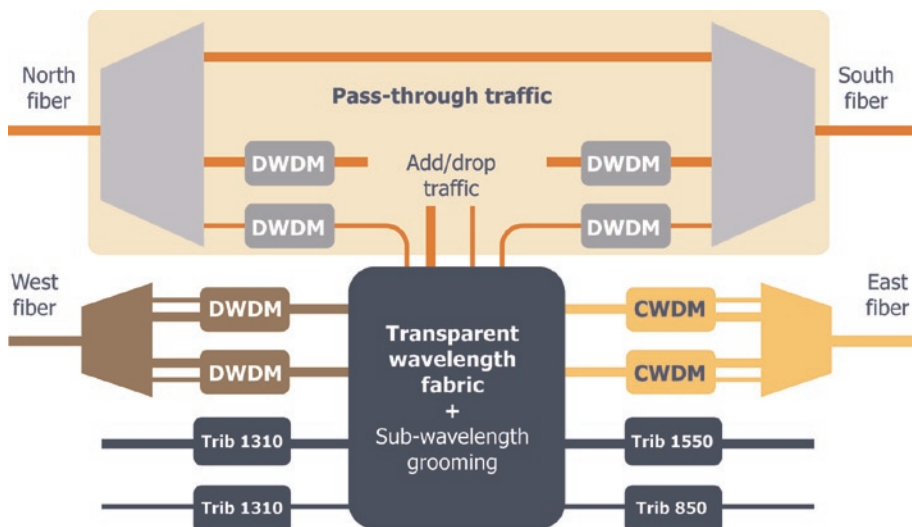 North
fiber
South
fiber
Pass-through traffic
DWDM
Add/drop
traffic
DWDM
DWDM
DWDM
West
fiber
East
fiber
DWDM
CWDM
DWDM
CWDM
Transparent
wavelength
fabric
+
Sub-wavelength
grooming
Trib 1310
Trib 1550
Trib 1310
Trib 850